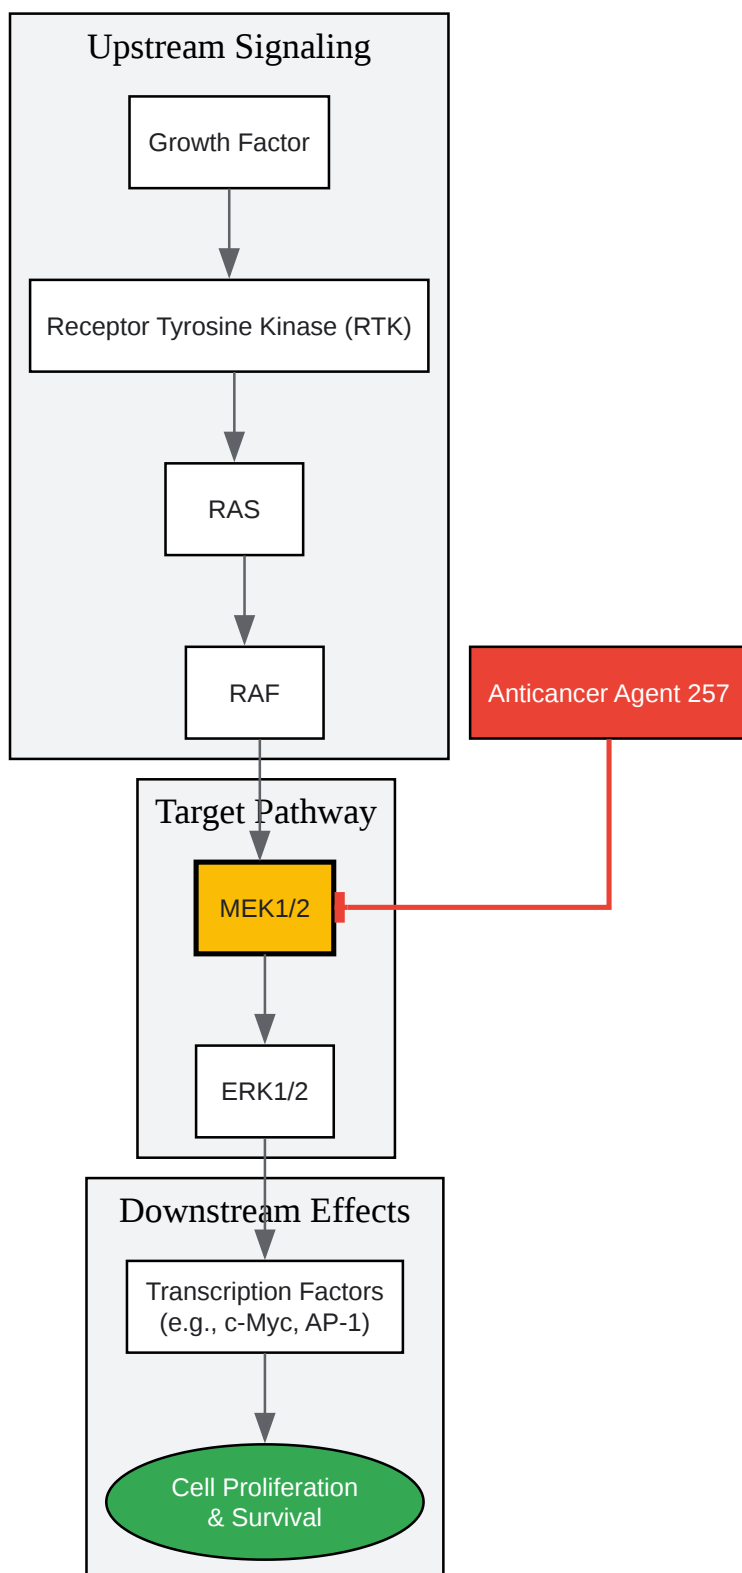 Upstream Signaling
Growth Factor
Receptor Tyrosine Kinase (RTK)
RAS
RAF
Anticancer Agent 257
Target Pathway
MEK1/2
ERK1/2
Downstream Effects
Transcription Factors
(e.g., c-Myc, AP-1)
Cell Proliferation
& Survival